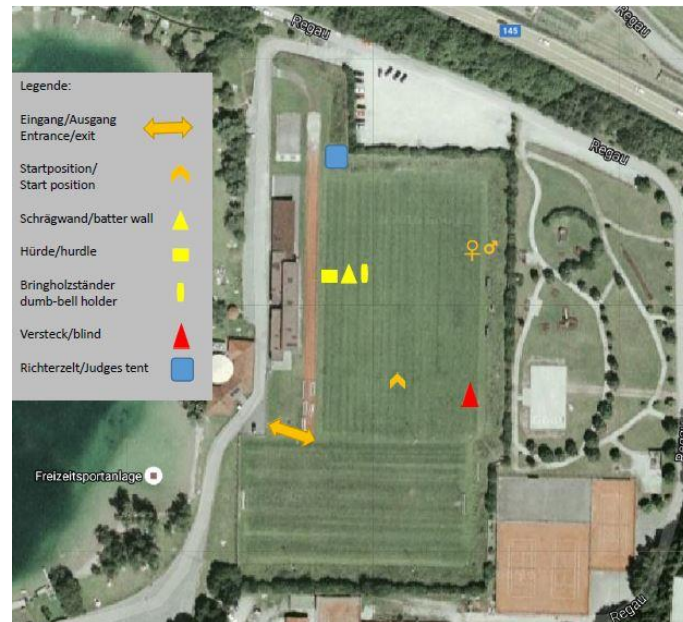 Regau
145
Regau
Legende:
Eingang/Ausgang
Entrance/exit
Startposition/
Start position
Schrägwand/batter wall
Hürde/hurdle
Bringholzständer
dumb-bell holder
Versteck/blind
Richterzelt/Judges tent
Regau
Freizeitsportanlage
Regau